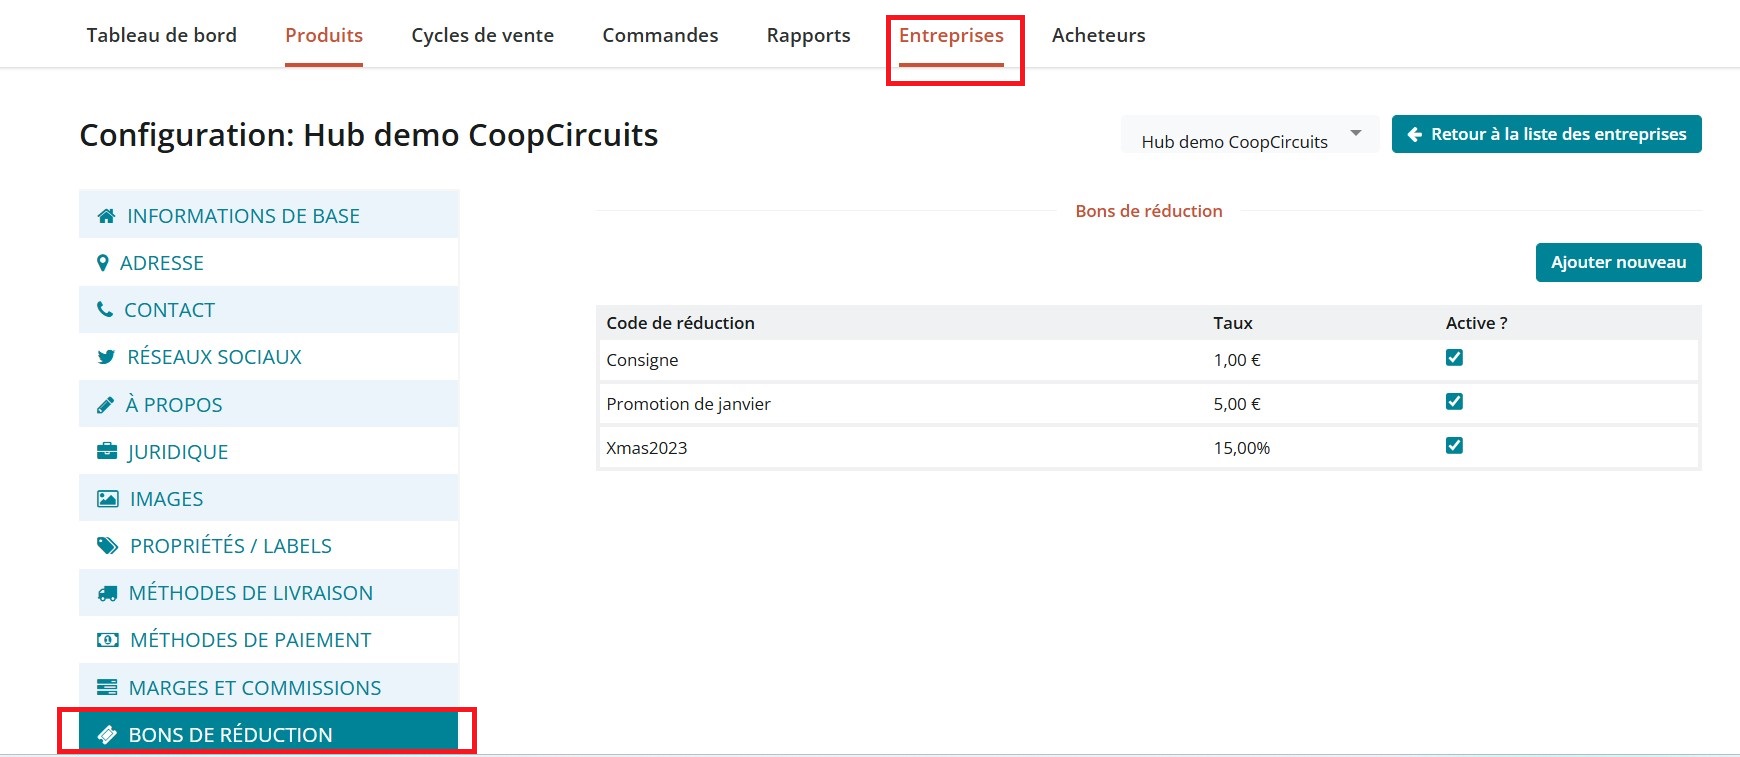 Tableau de bord Produits Cycles de vente Commandes Rapports Entreprises Acheteurs
Configuration: Hub demo CoopCircuits
Hub demo CoopCircuits
Retour à la liste des entreprises
INFORMATIONS DE BASE
ADRESSE
CONTACT
RÉSEAUX SOCIAUX
À PROPOS
JURIDIQUE
IMAGES
PROPRIÉTÉS / LABELS
MÉTHODES DE LIVRAISON
MÉTHODES DE PAIEMENT
MARGES ET COMMISSIONS
BONS DE RÉDUCTION
Bons de réduction
Ajouter nouveau
Code de réduction Taux Active ?
Consigne 1,00 €
Promotion de janvier 5,00 €
Xmas2023 15,00%